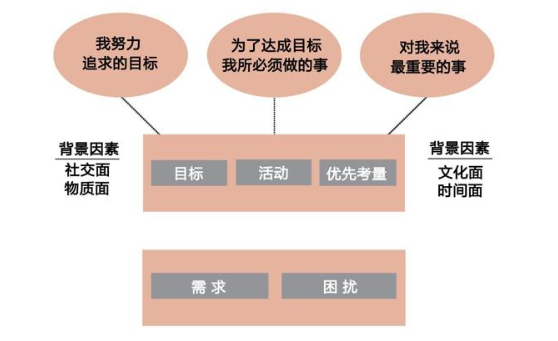 我努力
追求的目标
为了达成目标
我所必须做的事
对我来说
最重要的事
背景因素
社交面
物质面
目标
活动
优先考量
背景因素
文化面
时间面
需求
困扰